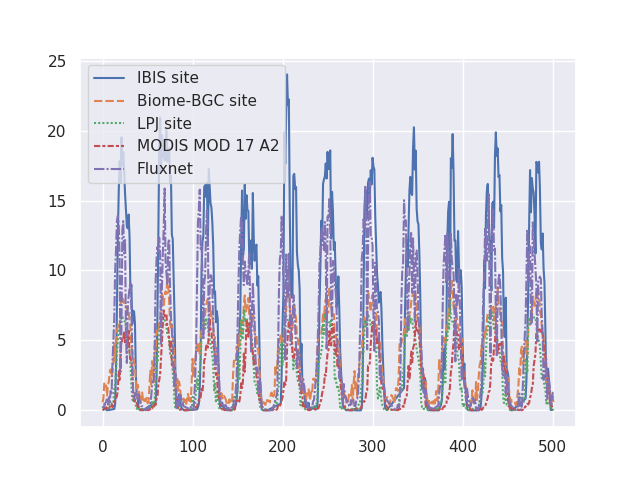 25
20
15
10
5
0
IBIS site
Biome-BGC site
LPJ site
MODIS MOD 17 A2
Fluxnet
0 100 200 300 400 500